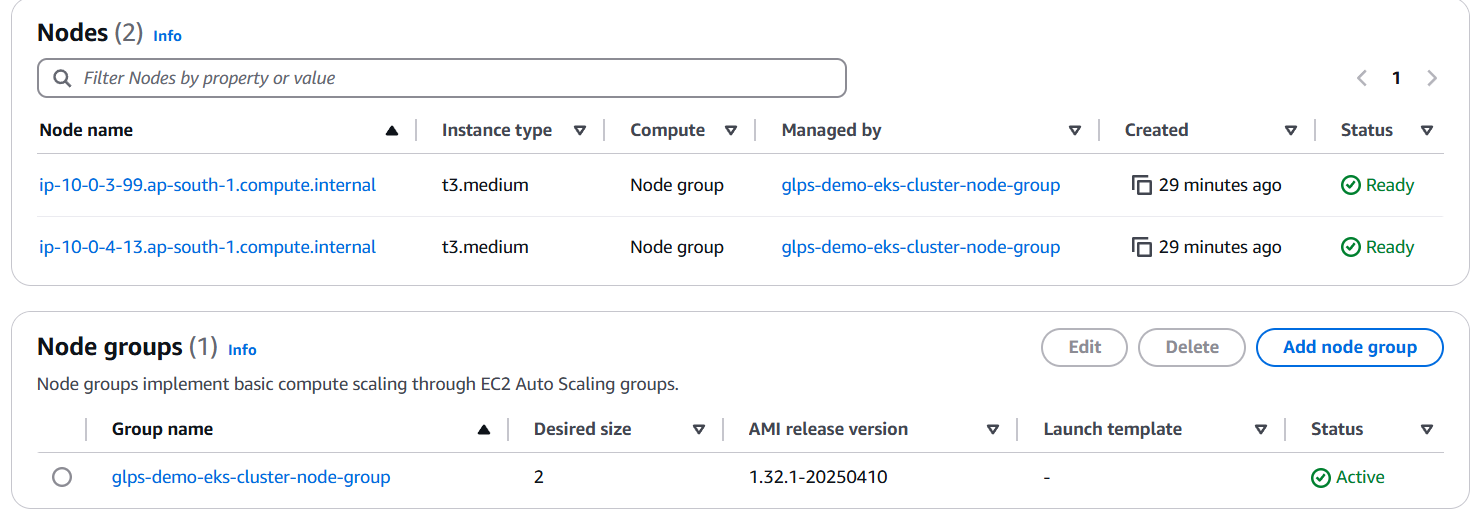 Nodes (2) Info
Filter Nodes by property or value
1
Node name Instance type Compute Managed by Created Status
ip-10-0-3-99.ap-south-1.compute.internal t3.medium Node group glps-demo-eks-cluster-node-group 29 minutes ago Ready
ip-10-0-4-13.ap-south-1.compute.internal t3.medium Node group glps-demo-eks-cluster-node-group 29 minutes ago Ready
Node groups (1) Info Edit Delete Add node group
Node groups implement basic compute scaling through EC2 Auto Scaling groups.
Group name Desired size AMI release version Launch template Status
glps-demo-eks-cluster-node-group 2 1.32.1-20250410 - Active